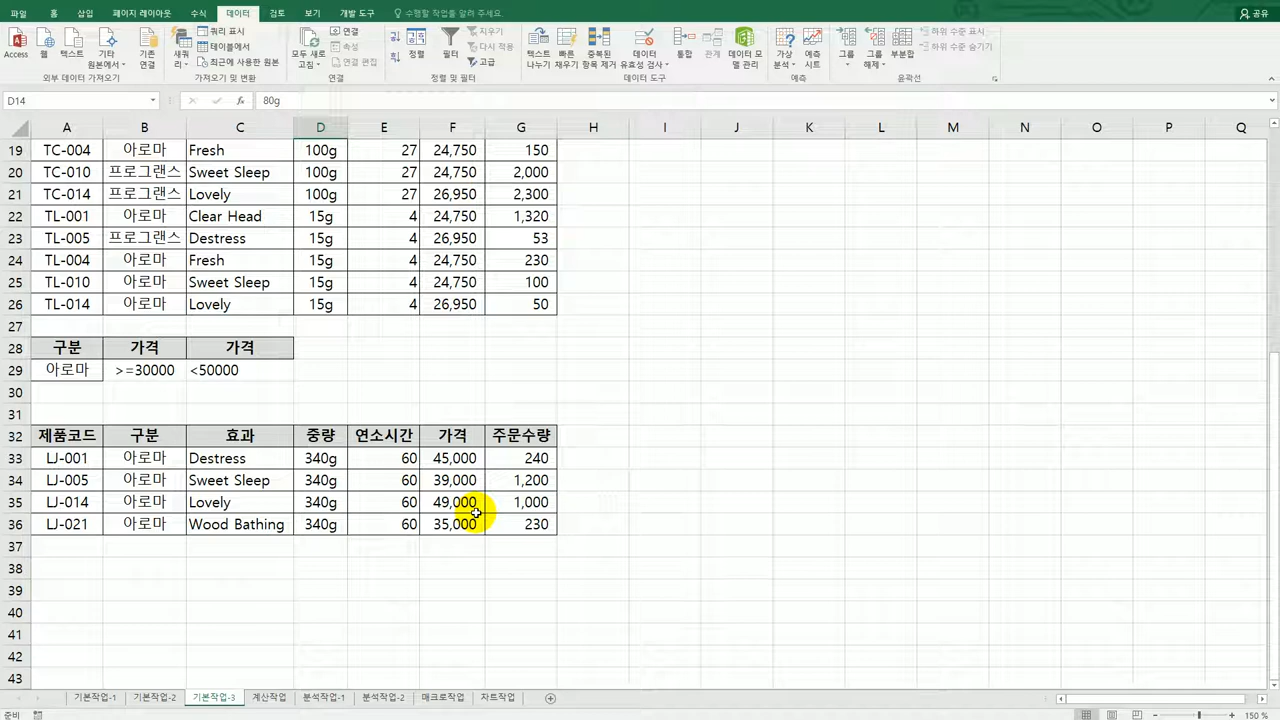 파일 홈 삽입 페이지 레이아웃 수식 데이터 검토 보기 개발 도구 수행할 작업을 알려 주세요. 공유
Access 웹 텍스트 기타 원본에서 기존 연결
외부 데이터 가져오기
새 쿼리 쿼리 표시 테이블에서 최근에 사용한 원본
가져오기 및 변환
모두 새로 고침 연결 속성 연결 편집
연결
정렬 필터 지우기 다시 적용 고급
정렬 및 필터
텍스트 나누기 빠른 채우기 중복된 항목 제거 데이터 유효성 검사 통합 관계 데이터 모델 관리
데이터 도구
가상 분석 예측 시트
예측
그룹 그룹 해제 부분합 하위 수준 표시 하위 수준 숨기기
윤곽선
D14 fx 80g
A B C D E F G H I J K L M N O P Q
19 TC-004 아로마 Fresh 100g 27 24,750 150
20 TC-010 프로그랜스 Sweet Sleep 100g 27 24,750 2,000
21 TC-014 프로그랜스 Lovely 100g 27 26,950 2,300
22 TL-001 아로마 Clear Head 15g 4 24,750 1,320
23 TL-005 프로그랜스 Destress 15g 4 26,950 53
24 TL-004 아로마 Fresh 15g 4 24,750 230
25 TL-010 아로마 Sweet Sleep 15g 4 24,750 100
26 TL-014 아로마 Lovely 15g 4 26,950 50
27
28 구분 가격 가격
29 아로마 >=30000 <50000
30
31
32 제품코드 구분 효과 중량 연소시간 가격 주문수량
33 LJ-001 아로마 Destress 340g 60 45,000 240
34 LJ-005 아로마 Sweet Sleep 340g 60 39,000 1,200
35 LJ-014 아로마 Lovely 340g 60 49,000 1,000
36 LJ-021 아로마 Wood Bathing 340g 60 35,000 230
37
38
39
40
41
42
43
기본작업-1 기본작업-2 기본작업-3 계산작업 분석작업-1 분석작업-2 매크로작업 차트작업
준비 150 %